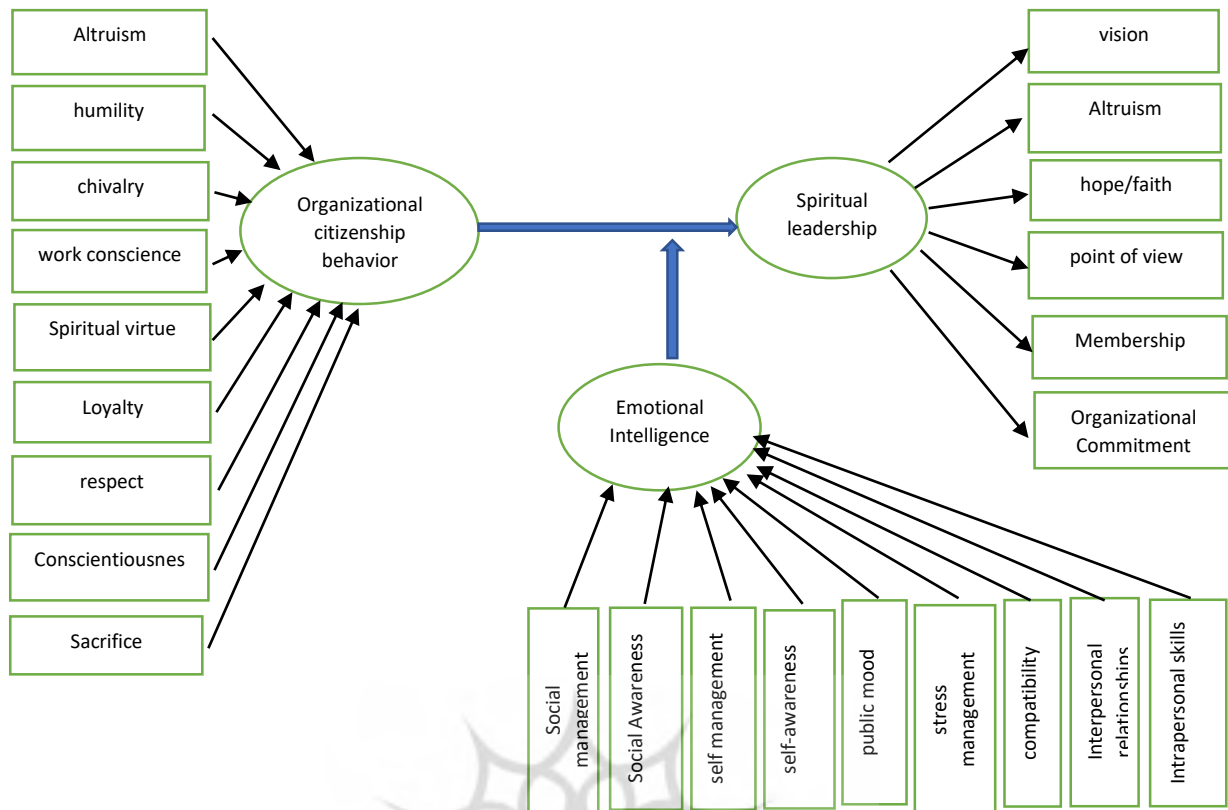 Altruism
humility
chivalry
work conscience
Spiritual virtue
Loyalty
respect
Conscientiousnes
Sacrifice
Organizational
citizenship
behavior
Spiritual
leadership
vision
Altruism
hope/faith
point of view
Membership
Organizational
Commitment
Emotional
Intelligence
Social
management
Social Awareness
self management
self-awareness
public mood
stress
management
compatibility
Interpersonal
relationships
Intrapersonal skills